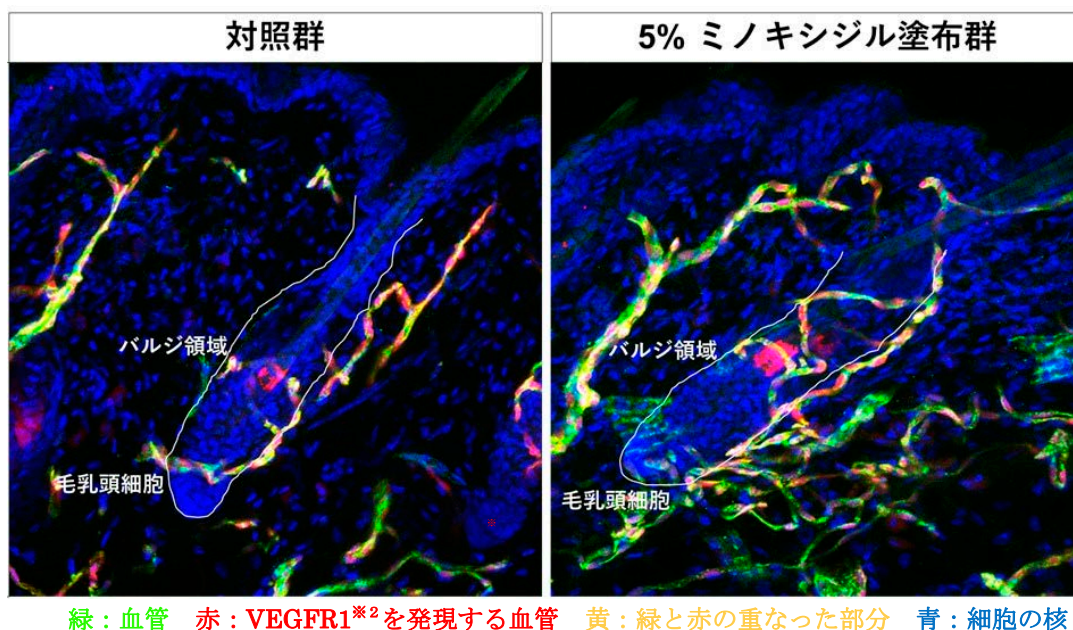 対照群
5% ミノキシジル塗布群
バルジ領域
毛乳頭細胞
バルジ領域
毛乳頭細胞
緑：血管　赤：VEGFR1※2を発現する血管　黄：緑と赤の重なった部分　青：細胞の核